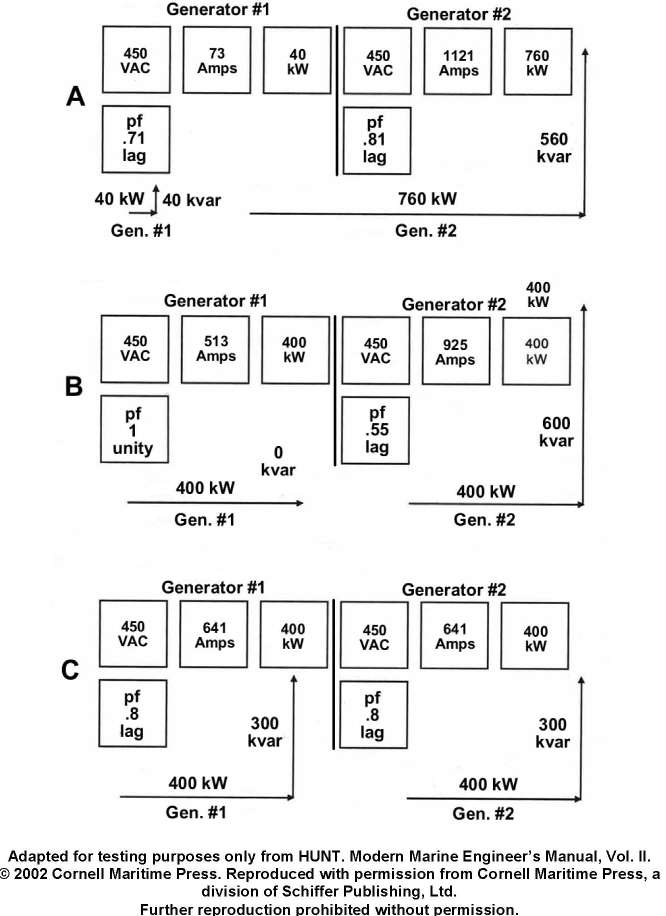 Generator #1
Generator #2
450
VAC
73
Amps
40
kW
450
VAC
1121
Amps
760
kW
A
pf
.71
lag
pf
.81
lag
560
kvar
40 kW
40 kvar
760 kW
Gen. #1
Gen. #2
400
kW
Generator #1
Generator #2
450
VAC
513
Amps
400
kW
450
VAC
925
Amps
400
kW
B
pf
1
unity
pf
.55
lag
0
kvar
600
kvar
400 kW
400 kW
Gen. #1
Gen. #2
Generator #1
Generator #2
450
VAC
641
Amps
400
kW
450
VAC
641
Amps
400
kW
C
pf
.8
lag
300
kvar
pf
.8
lag
300
kvar
400 kW
400 kW
Gen. #1
Gen. #2
Adapted for testing purposes only from HUNT. Modern Marine Engineer's Manual, Vol. II.
© 2002 Cornell Maritime Press. Reproduced with permission from Cornell Maritime Press, a
division of Schiffer Publishing, Ltd.
Further reproduction prohibited without permission.